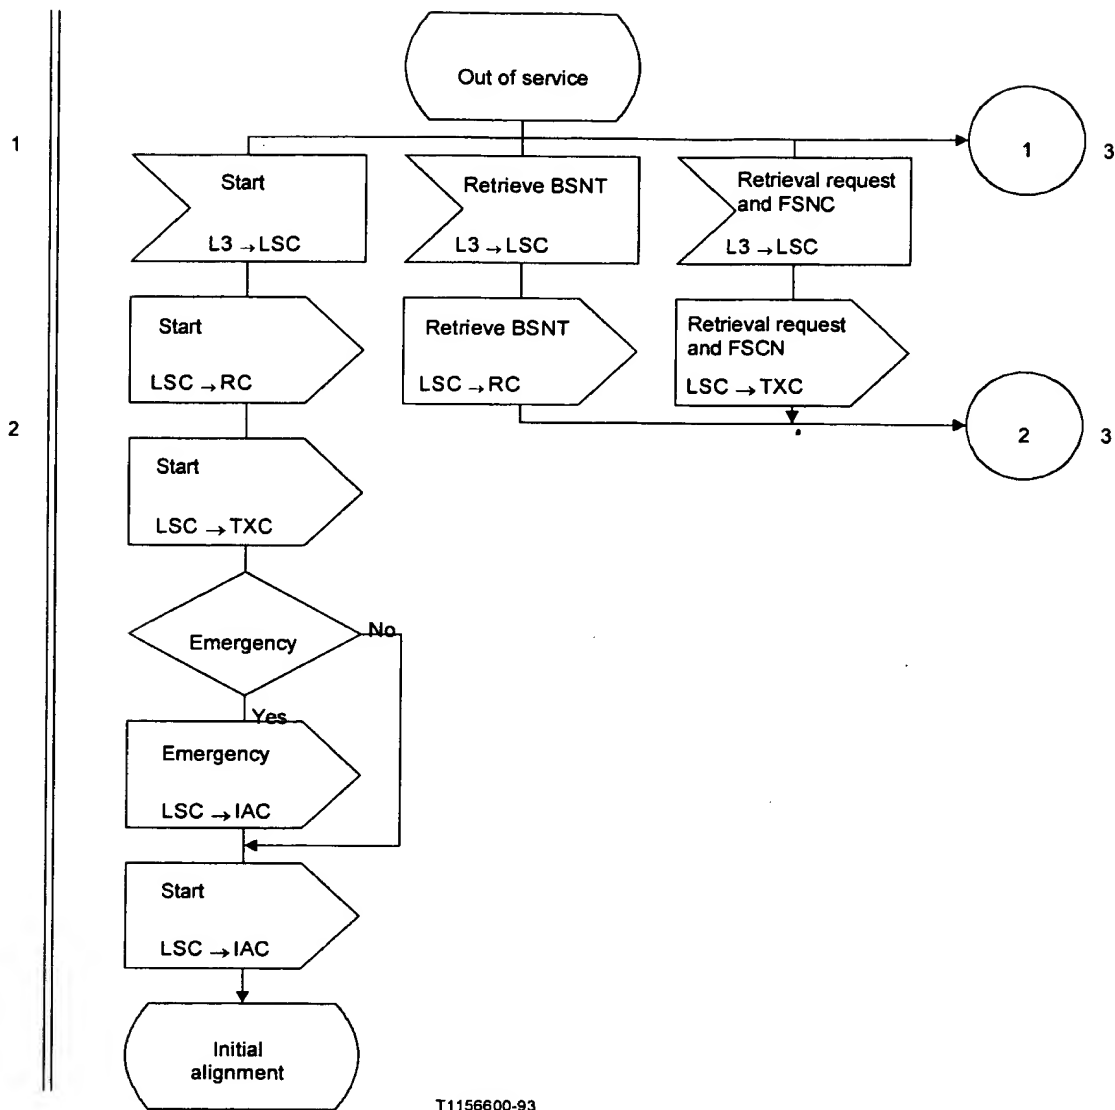 Out of service
1
1
3
Start
L3 → LSC
Retrieve BSNT
L3 → LSC
Retrieval request
and FSNC
L3 → LSC
Start
LSC → RC
Retrieve BSNT
LSC → RC
Retrieval request
and FSCN
LSC → TXC
2
2
3
Start
LSC → TXC
Emergency
No
Yes
Emergency
LSC → IAC
Start
LSC → IAC
Initial
alignment
T1156600-93